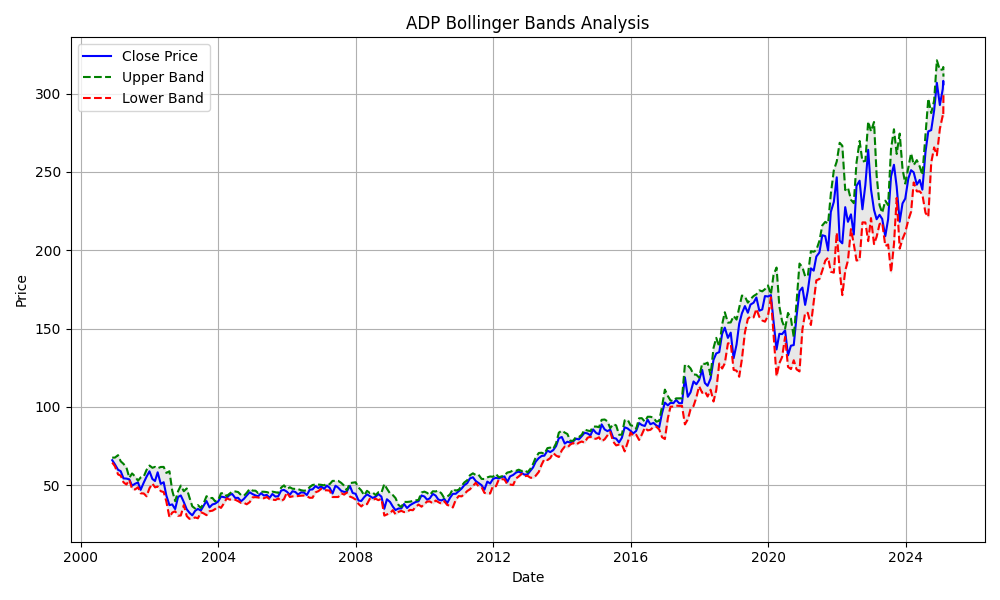 ADP Bollinger Bands Analysis
Close Price
Upper Band
Lower Band
Price
300
250
200
150
100
50
2000
2004
2008
2012
2016
2020
2024
Date